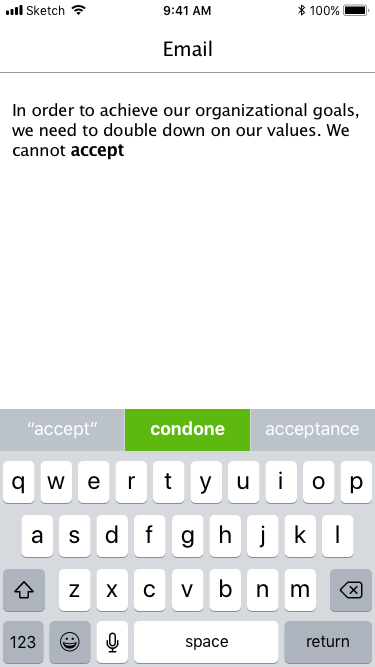 Sketch 9:41 AM 100%
Email
In order to achieve our organizational goals,
we need to double down on our values. We
cannot accept
“accept” condone acceptance
q w e r t y u i o p
a s d f g h j k l
z x c v b n m
123 space return